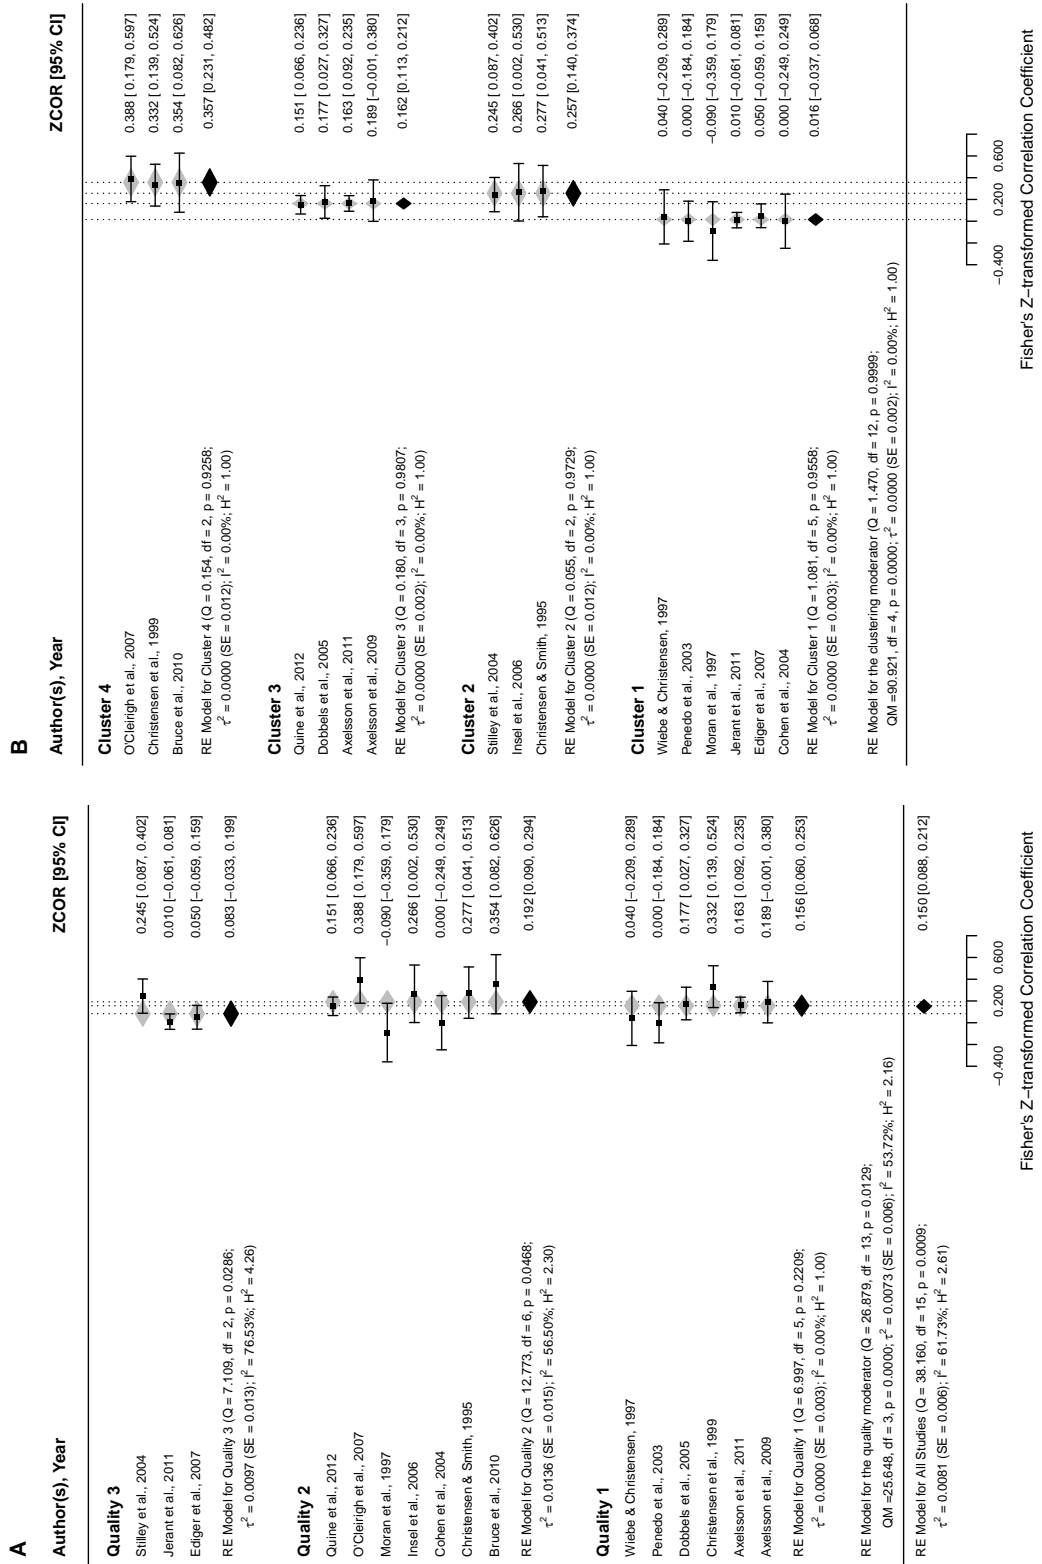 A
Author(s), Year ZCOR [95% CI]
Quality 3
Stilley et al., 2004 0.245 [ 0.087, 0.402]
Jerant et al., 2011 0.010 [−0.061, 0.081]
Ediger et al., 2007 0.050 [−0.059, 0.159]
RE Model for Quality 3 (Q = 7.109, df = 2, p = 0.0286; 0.083 [−0.033, 0.199]
τ² = 0.0097 (SE = 0.013); I² = 76.53%; H² = 4.26)
Quality 2
Quine et al., 2012 0.151 [ 0.066, 0.236]
O'Cleirigh et al., 2007 0.388 [ 0.179, 0.597]
Moran et al., 1997 −0.090 [−0.359, 0.179]
Insel et al., 2006 0.266 [ 0.002, 0.530]
Cohen et al., 2004 0.000 [−0.249, 0.249]
Christensen & Smith, 1995 0.277 [ 0.041, 0.513]
Bruce et al., 2010 0.354 [ 0.082, 0.626]
RE Model for Quality 2 (Q = 12.773, df = 6, p = 0.0468; 0.192 [0.090, 0.294]
τ² = 0.0136 (SE = 0.015); I² = 56.50%; H² = 2.30)
Quality 1
Wiebe & Christensen, 1997 0.040 [−0.209, 0.289]
Penedo et al., 2003 0.000 [−0.184, 0.184]
Dobbels et al., 2005 0.177 [ 0.027, 0.327]
Christensen et al., 1999 0.332 [ 0.139, 0.524]
Axelsson et al., 2011 0.163 [ 0.092, 0.235]
Axelsson et al., 2009 0.189 [−0.001, 0.380]
RE Model for Quality 1 (Q = 6.997, df = 5, p = 0.2209; 0.156 [0.060, 0.253]
τ² = 0.0000 (SE = 0.003); I² = 0.00%; H² = 1.00)
RE Model for the quality moderator (Q = 26.879, df = 13, p = 0.0129;
QM =25.648, df = 3, p = 0.0000; τ² = 0.0073 (SE = 0.006); I² = 53.72%; H² = 2.16)
RE Model for All Studies (Q = 38.160, df = 15, p = 0.0009; 0.150 [0.088, 0.212]
τ² = 0.0081 (SE = 0.006); I² = 61.73%; H² = 2.61)
−0.400 0.200 0.600
Fisher's Z−transformed Correlation Coefficient
B
Author(s), Year ZCOR [95% CI]
Cluster 4
O'Cleirigh et al., 2007 0.388 [ 0.179, 0.597]
Christensen et al., 1999 0.332 [ 0.139, 0.524]
Bruce et al., 2010 0.354 [ 0.082, 0.626]
RE Model for Cluster 4 (Q = 0.154, df = 2, p = 0.9258; 0.357 [0.231, 0.482]
τ² = 0.0000 (SE = 0.012); I² = 0.00%; H² = 1.00)
Cluster 3
Quine et al., 2012 0.151 [ 0.066, 0.236]
Dobbels et al., 2005 0.177 [ 0.027, 0.327]
Axelsson et al., 2011 0.163 [ 0.092, 0.235]
Axelsson et al., 2009 0.189 [−0.001, 0.380]
RE Model for Cluster 3 (Q = 0.180, df = 3, p = 0.9807; 0.162 [0.113, 0.212]
τ² = 0.0000 (SE = 0.002); I² = 0.00%; H² = 1.00)
Cluster 2
Stilley et al., 2004 0.245 [ 0.087, 0.402]
Insel et al., 2006 0.266 [ 0.002, 0.530]
Christensen & Smith, 1995 0.277 [ 0.041, 0.513]
RE Model for Cluster 2 (Q = 0.055, df = 2, p = 0.9729; 0.257 [0.140, 0.374]
τ² = 0.0000 (SE = 0.012); I² = 0.00%; H² = 1.00)
Cluster 1
Wiebe & Christensen, 1997 0.040 [−0.209, 0.289]
Penedo et al., 2003 0.000 [−0.184, 0.184]
Moran et al., 1997 −0.090 [−0.359, 0.179]
Jerant et al., 2011 0.010 [−0.061, 0.081]
Ediger et al., 2007 0.050 [−0.059, 0.159]
Cohen et al., 2004 0.000 [−0.249, 0.249]
RE Model for Cluster 1 (Q = 1.081, df = 5, p = 0.9558; 0.016 [−0.037, 0.068]
τ² = 0.0000 (SE = 0.003); I² = 0.00%; H² = 1.00)
RE Model for the clustering moderator (Q = 1.470, df = 12, p = 0.9999;
QM =90.921, df = 4, p = 0.0000; τ² = 0.0000 (SE = 0.002); I² = 0.00%; H² = 1.00)
−0.400 0.200 0.600
Fisher's Z−transformed Correlation Coefficient